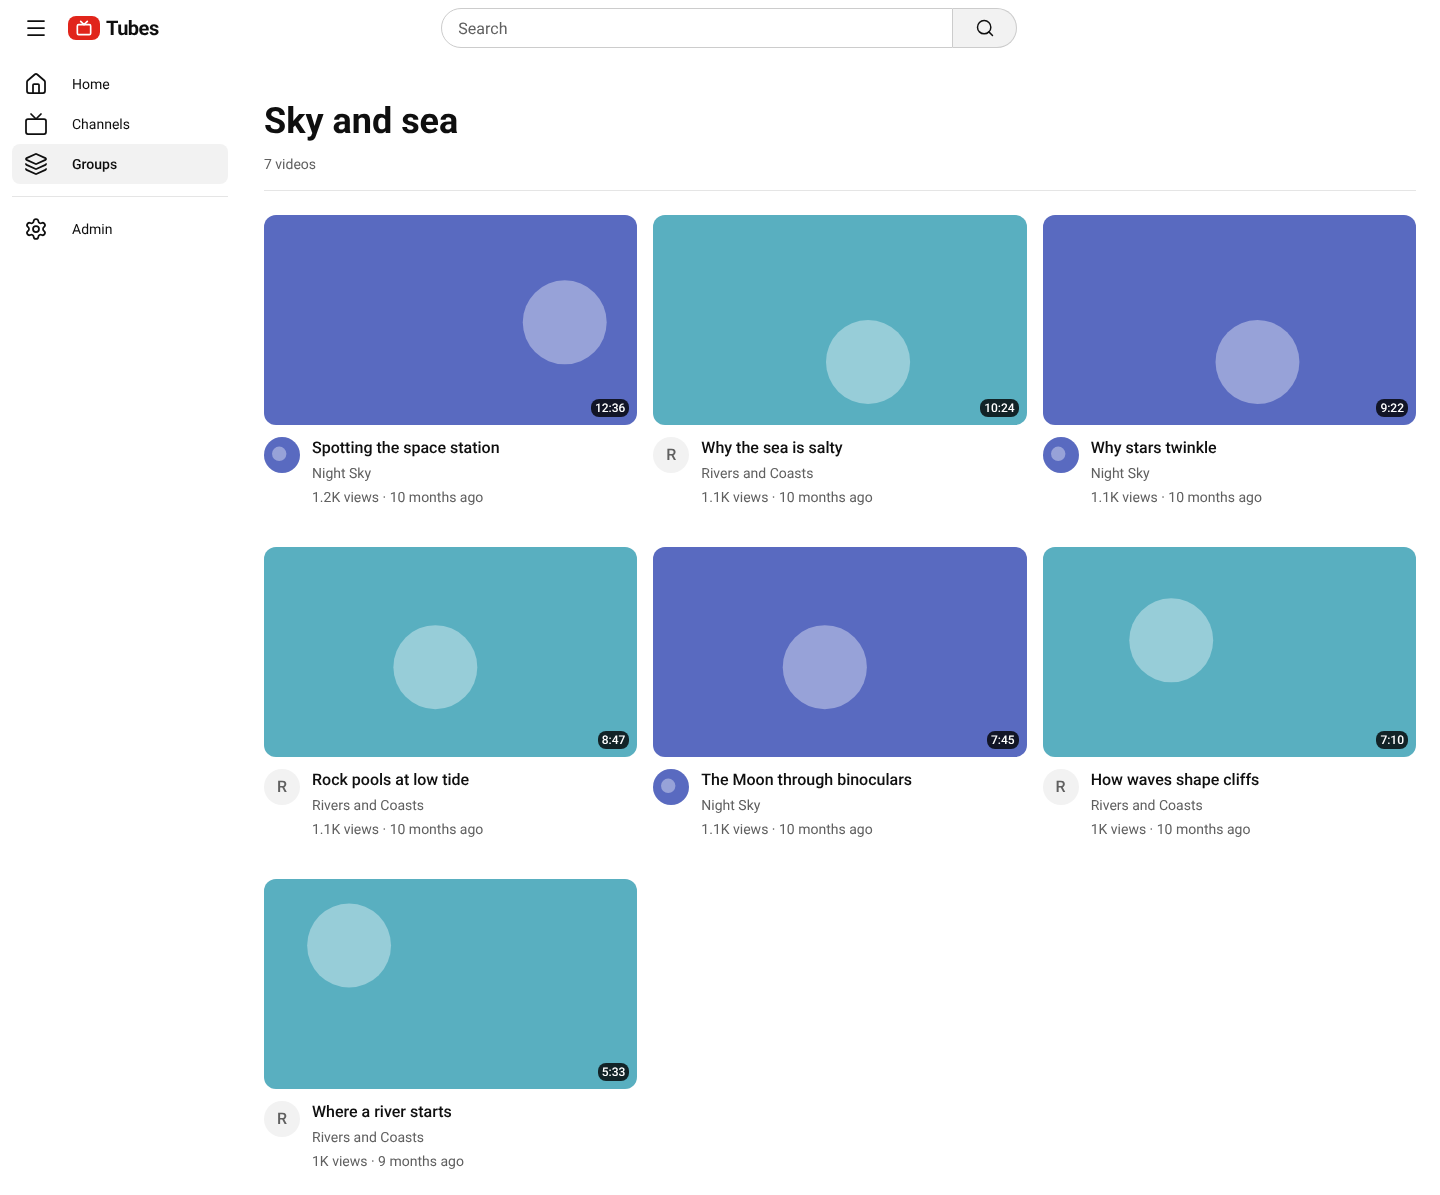 Tubes
Search
Home
Channels
Groups
Admin
Sky and sea
7 videos
12:36
Spotting the space station
Night Sky
1.2K views · 10 months ago
10:24
R
Why the sea is salty
Rivers and Coasts
1.1K views · 10 months ago
9:22
Why stars twinkle
Night Sky
1.1K views · 10 months ago
8:47
R
Rock pools at low tide
Rivers and Coasts
1.1K views · 10 months ago
7:45
The Moon through binoculars
Night Sky
1.1K views · 10 months ago
7:10
R
How waves shape cliffs
Rivers and Coasts
1K views · 10 months ago
5:33
R
Where a river starts
Rivers and Coasts
1K views · 9 months ago